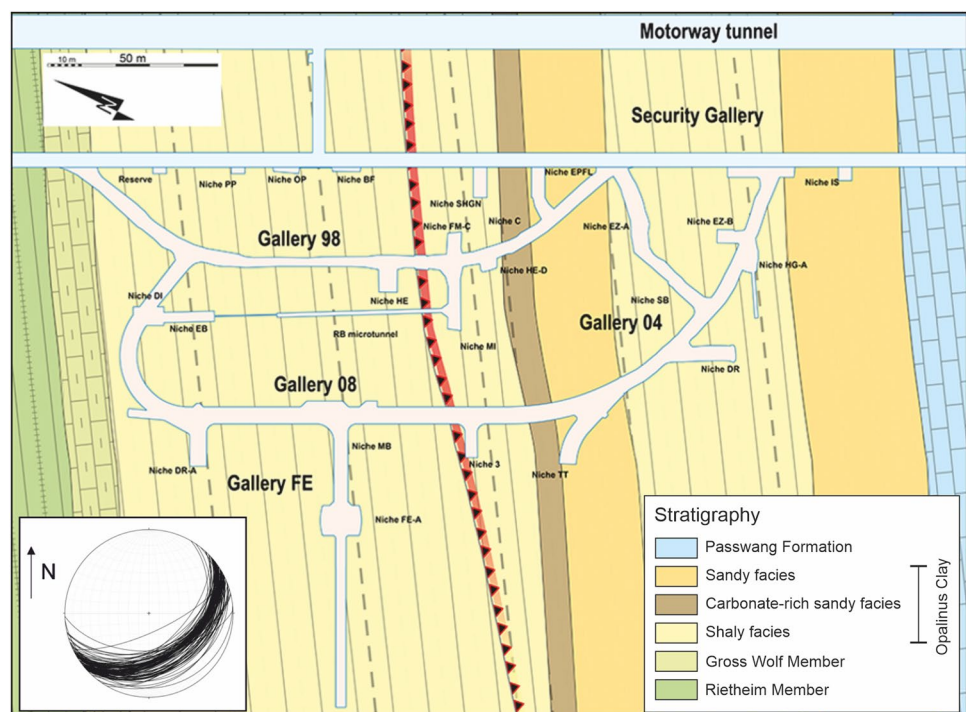 Motorway tunnel
10 m
50 m
N
Security Gallery
Reserve
Niche PP
Niche OP
Niche BF
Niche EPFL
Niche IS
Niche SHGN
Niche C
Niche FM-C
Niche EZ-A
Niche EZ-B
Gallery 98
Niche HE-D
Niche HG-A
Niche DI
Niche HE
Niche SB
Niche EB
RB microtunnel
Gallery 04
Niche MI
Niche DR
Gallery 08
Niche MB
Niche DR-A
Niche 3
Niche TT
Gallery FE
Niche FE-A
N
Stratigraphy
Passwang Formation
Sandy facies
Carbonate-rich sandy facies
Shaly facies
Opalinus Clay
Gross Wolf Member
Rietheim Member